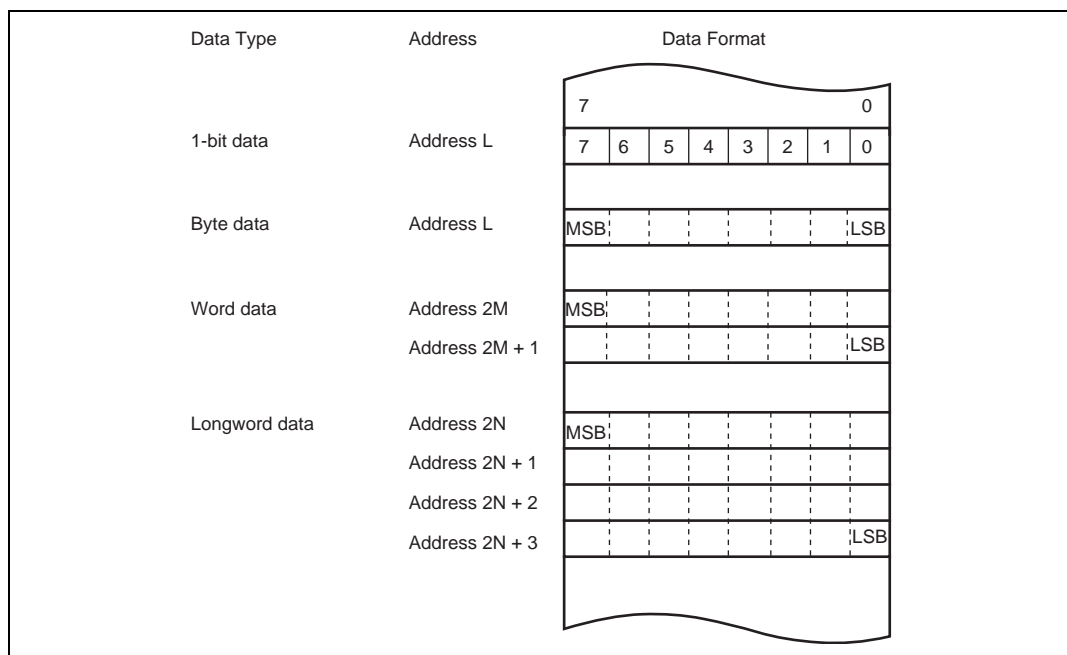 Data Type Address Data Format
7 0
1-bit data Address L 7 6 5 4 3 2 1 0
Byte data Address L MSB LSB
Word data Address 2M MSB
Address 2M + 1 LSB
Longword data Address 2N MSB
Address 2N + 1
Address 2N + 2
Address 2N + 3 LSB